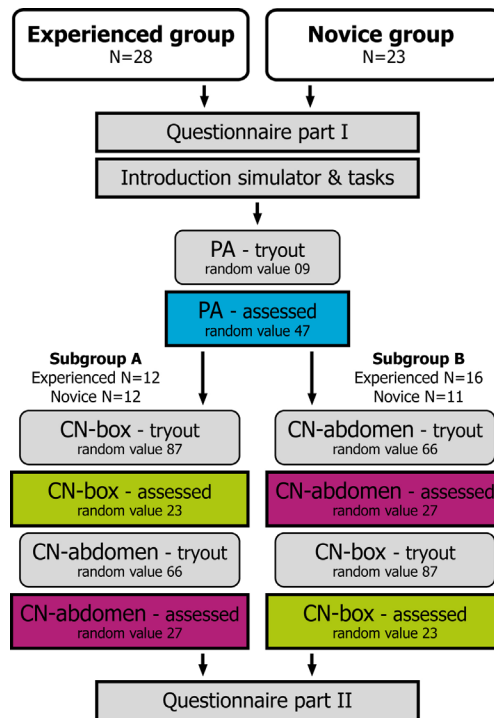 Experienced group
N=28
Novice group
N=23
Questionnaire part I
Introduction simulator & tasks
PA - tryout
random value 09
PA - assessed
random value 47
Subgroup A
Experienced N=12
Novice N=12
Subgroup B
Experienced N=16
Novice N=11
CN-box - tryout
random value 87
CN-box - assessed
random value 23
CN-abdomen - tryout
random value 66
CN-abdomen - assessed
random value 27
CN-abdomen - tryout
random value 66
CN-abdomen - assessed
random value 27
CN-box - tryout
random value 87
CN-box - assessed
random value 23
Questionnaire part II